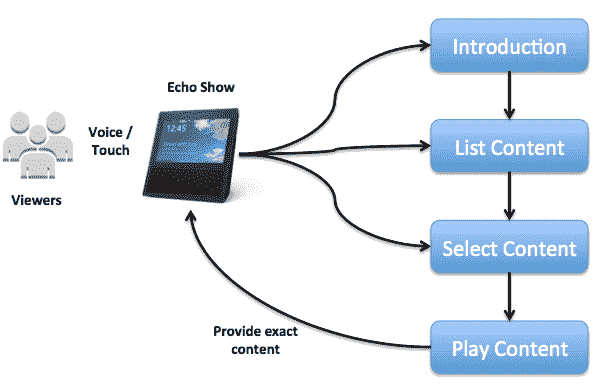 Introduction
Echo Show
Voice /
Touch
12:45
List Content
Viewers
Select Content
Provide exact
content
Play Content